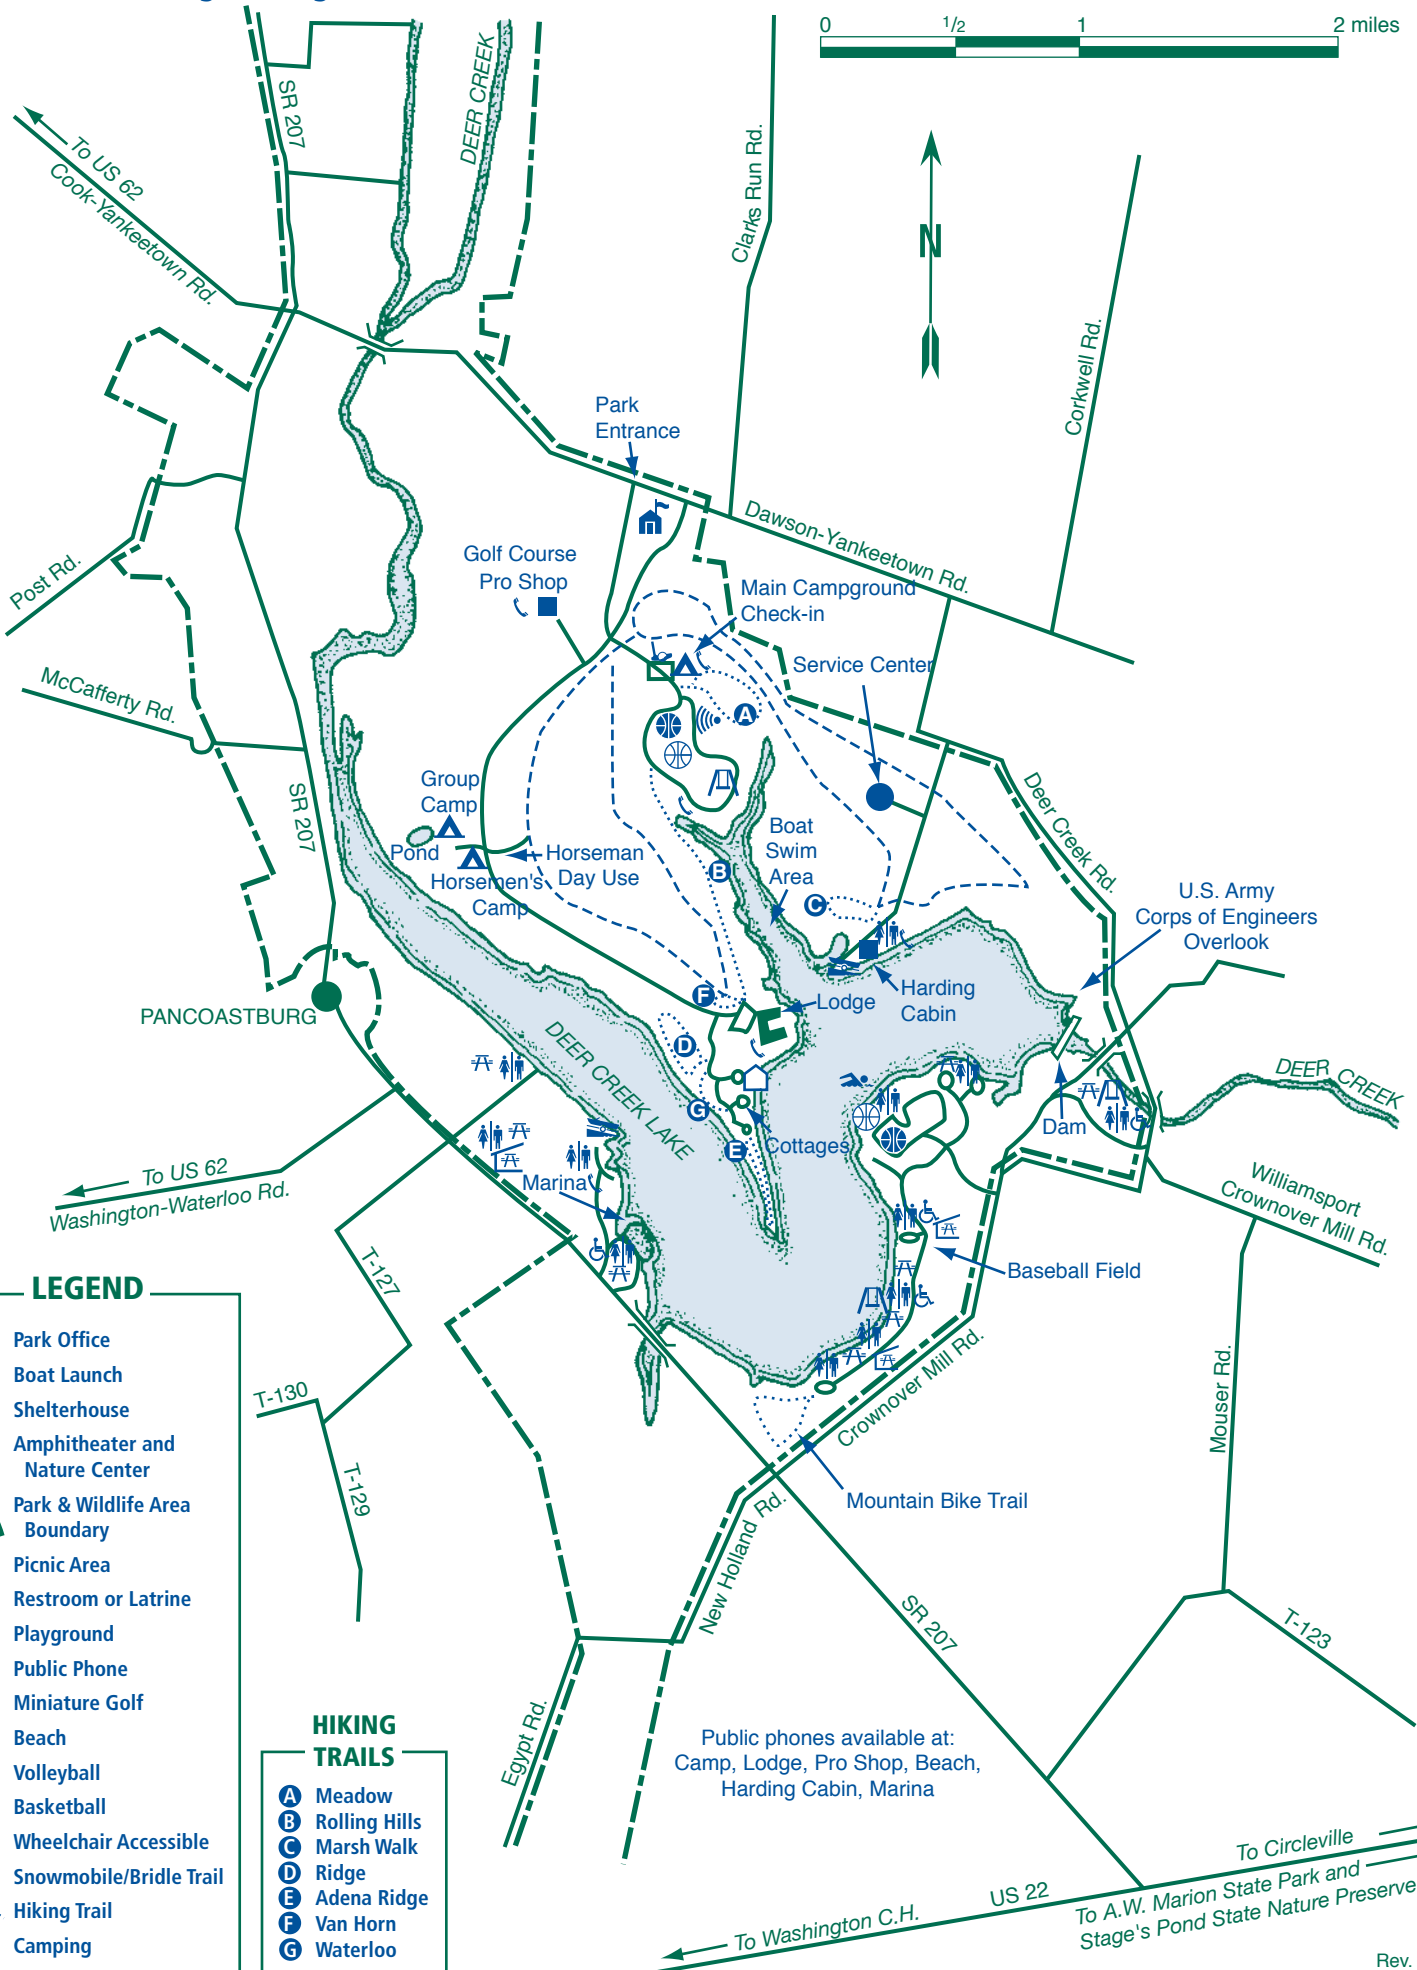 0 1/2 1 2 miles
SR 207
DEER CREEK
To US 62
Cook-Yankeetown Rd.
Clarks Run Rd.
N
Corkwell Rd.
Park
Entrance
Dawson-Yankeetown Rd.
Golf Course
Pro Shop
Post Rd.
Main Campground
Check-in
Service Center
McCafferty Rd.
A
SR 207
Group
Camp
Pond
Horsemen's
Camp
Horseman
Day Use
Boat
Swim
Area
B
C
Deer Creek Rd.
U.S. Army
Corps of Engineers
Overlook
Harding
Cabin
Lodge
F
PANCOASTBURG
D
DEER CREEK LAKE
G
E
Cottages
Dam
DEER CREEK
To US 62
Washington-Waterloo Rd.
Marina
Williamsport
Crownover Mill Rd.
Baseball Field
T-127
T-130
T-129
Crownover Mill Rd.
Mouser Rd.
Mountain Bike Trail
New Holland Rd.
SR 207
T-123
Egypt Rd.
LEGEND
Park Office
Boat Launch
Shelterhouse
Amphitheater and
Nature Center
Park & Wildlife Area
Boundary
Picnic Area
Restroom or Latrine
Playground
Public Phone
Miniature Golf
Beach
Volleyball
Basketball
Wheelchair Accessible
Snowmobile/Bridle Trail
Hiking Trail
Camping
HIKING
TRAILS
A Meadow
B Rolling Hills
C Marsh Walk
D Ridge
E Adena Ridge
F Van Horn
G Waterloo
Public phones available at:
Camp, Lodge, Pro Shop, Beach,
Harding Cabin, Marina
To Circleville
US 22
To A.W. Marion State Park and
Stage's Pond State Nature Preserve
To Washington C.H.
Rev.